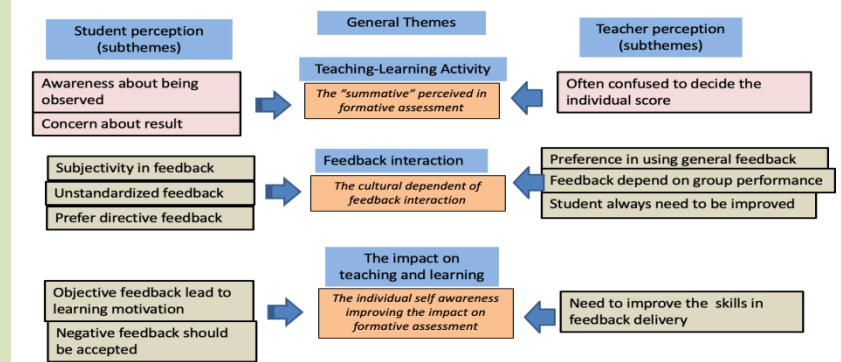 Student perception
(subthemes)
General Themes
Teacher perception
(subthemes)
Teaching-Learning Activity
Awareness about being
observed
Concern about result
The "summative" perceived in
formative assessment
Often confused to decide the
individual score
Feedback interaction
Subjectivity in feedback
Unstandardized feedback
Prefer directive feedback
The cultural dependent of
feedback interaction
Preference in using general feedback
Feedback depend on group performance
Student always need to be improved
The impact on
teaching and learning
Objective feedback lead to
learning motivation
Negative feedback should
be accepted
The individual self awareness
improving the impact on
formative assessment
Need to improve the skills in
feedback delivery